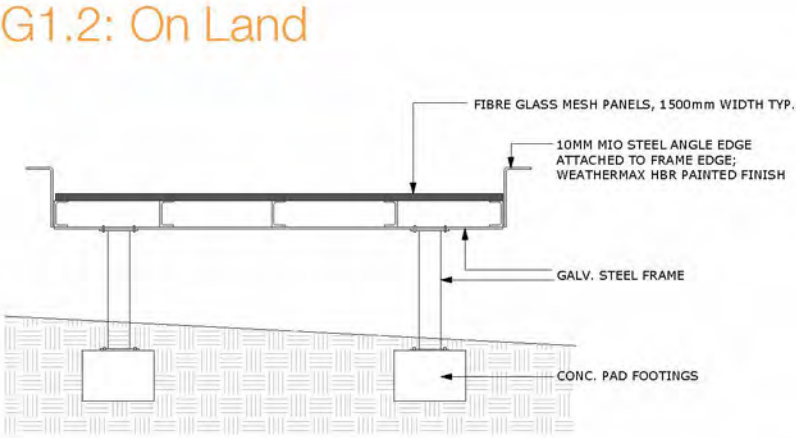 G1.2: On Land
FIBRE GLASS MESH PANELS, 1500mm WIDTH TYP.
10MM MIO STEEL ANGLE EDGE
ATTACHED TO FRAME EDGE;
WEATHERMAX HBR PAINTED FINISH
GALV. STEEL FRAME
CONC. PAD FOOTINGS